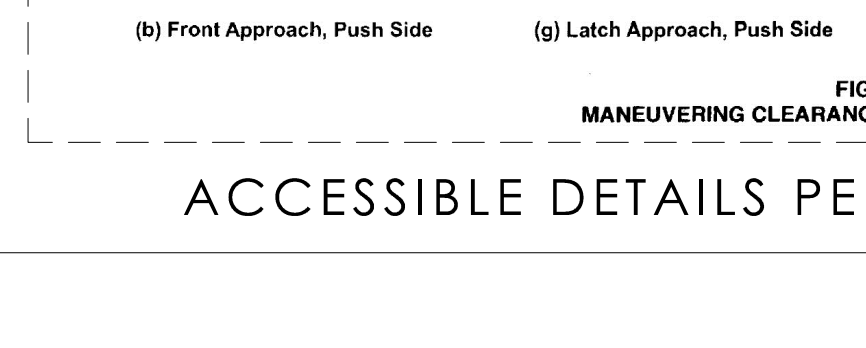 (b) Front Approach, Push Side
(g) Latch Approach, Push Side
FIG
MANEUVERING CLEARANC
ACCESSIBLE DETAILS PE